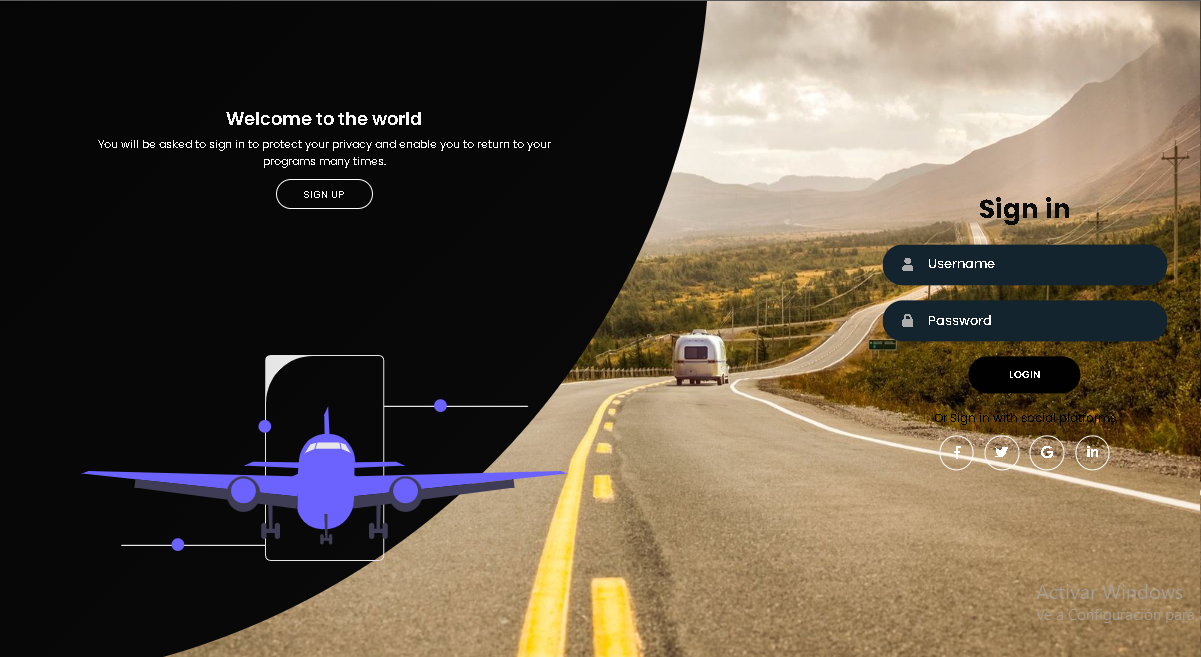 Welcome to the world
You will be asked to sign in to protect your privacy and enable you to return to your
programs many times.
SIGN UP
Sign in
Username
Password
LOGIN
Or Sign in with social platforms
f
G
in
Activar Windows
Ve a Configuración para